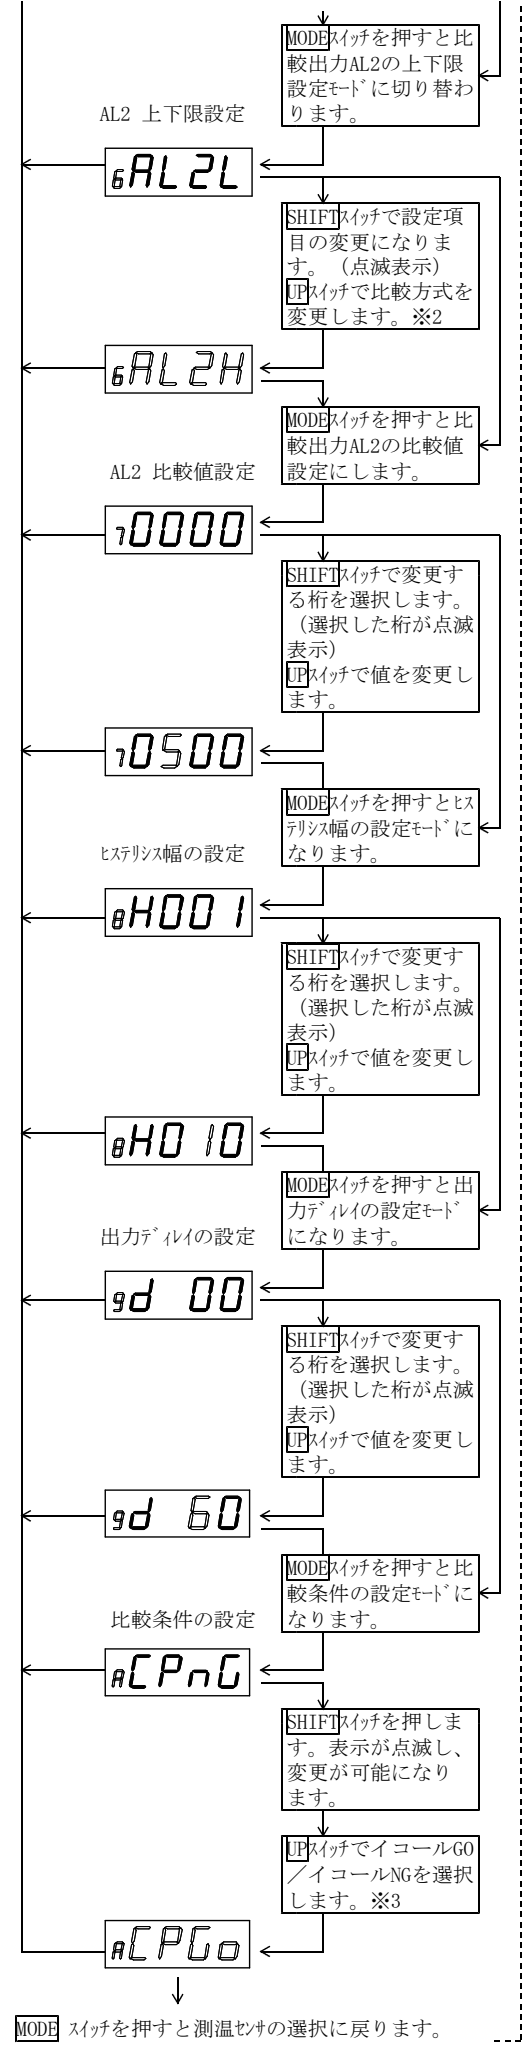 MODEｽｲｯﾁを押すと比
較出力AL2の上下限
設定ﾓｰﾄﾞに切り替わ
ります。
AL2 上下限設定
6AL2L
SHIFTｽｲｯﾁで設定項
目の変更になりま
す。（点滅表示）
UPｽｲｯﾁで比較方式を
変更します。※2
6AL2H
MODEｽｲｯﾁを押すと比
較出力AL2の比較値
設定にします。
AL2 比較値設定
70000
SHIFTｽｲｯﾁで変更す
る桁を選択します。
（選択した桁が点滅
表示）
UPｽｲｯﾁで値を変更し
ます。
70500
MODEｽｲｯﾁを押すとﾋｽ
ﾃﾘｼｽ幅の設定ﾓｰﾄﾞに
なります。
ﾋｽﾃﾘｼｽ幅の設定
8H001
SHIFTｽｲｯﾁで変更す
る桁を選択します。
（選択した桁が点滅
表示）
UPｽｲｯﾁで値を変更し
ます。
8H010
MODEｽｲｯﾁを押すと出
力ﾃﾞｨﾚｲの設定ﾓｰﾄﾞ
になります。
出力ﾃﾞｨﾚｲの設定
9d 00
SHIFTｽｲｯﾁで変更す
る桁を選択します。
（選択した桁が点滅
表示）
UPｽｲｯﾁで値を変更し
ます。
9d 60
MODEｽｲｯﾁを押すと比
較条件の設定ﾓｰﾄﾞに
なります。
比較条件の設定
ACPnG
SHIFTｽｲｯﾁを押しま
す。表示が点滅し、
変更が可能になり
ます。
UPｽｲｯﾁでイコールGO
／イコールNGを選択
します。※3
ACPGo
MODE ｽｲｯﾁを押すと測温ｾﾝｻの選択に戻ります。